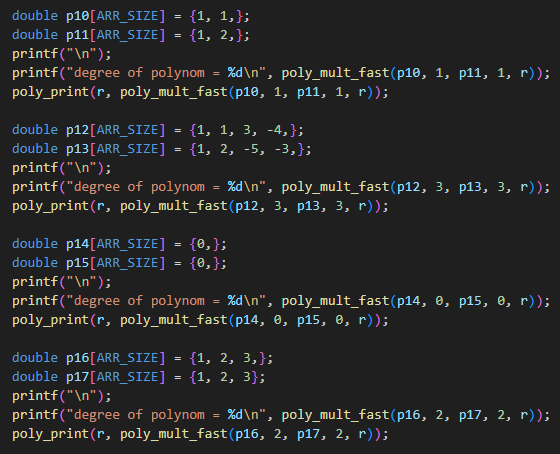 double p10[ARR_SIZE] = {1, 1,};
double p11[ARR_SIZE] = {1, 2,};
printf("\n");
printf("degree of polynom = %d\n", poly_mult_fast(p10, 1, p11, 1, r));
poly_print(r, poly_mult_fast(p10, 1, p11, 1, r));

double p12[ARR_SIZE] = {1, 1, 3, -4,};
double p13[ARR_SIZE] = {1, 2, -5, -3,};
printf("\n");
printf("degree of polynom = %d\n", poly_mult_fast(p12, 3, p13, 3, r));
poly_print(r, poly_mult_fast(p12, 3, p13, 3, r));

double p14[ARR_SIZE] = {0,};
double p15[ARR_SIZE] = {0,};
printf("\n");
printf("degree of polynom = %d\n", poly_mult_fast(p14, 0, p15, 0, r));
poly_print(r, poly_mult_fast(p14, 0, p15, 0, r));

double p16[ARR_SIZE] = {1, 2, 3,};
double p17[ARR_SIZE] = {1, 2, 3};
printf("\n");
printf("degree of polynom = %d\n", poly_mult_fast(p16, 2, p17, 2, r));
poly_print(r, poly_mult_fast(p16, 2, p17, 2, r));